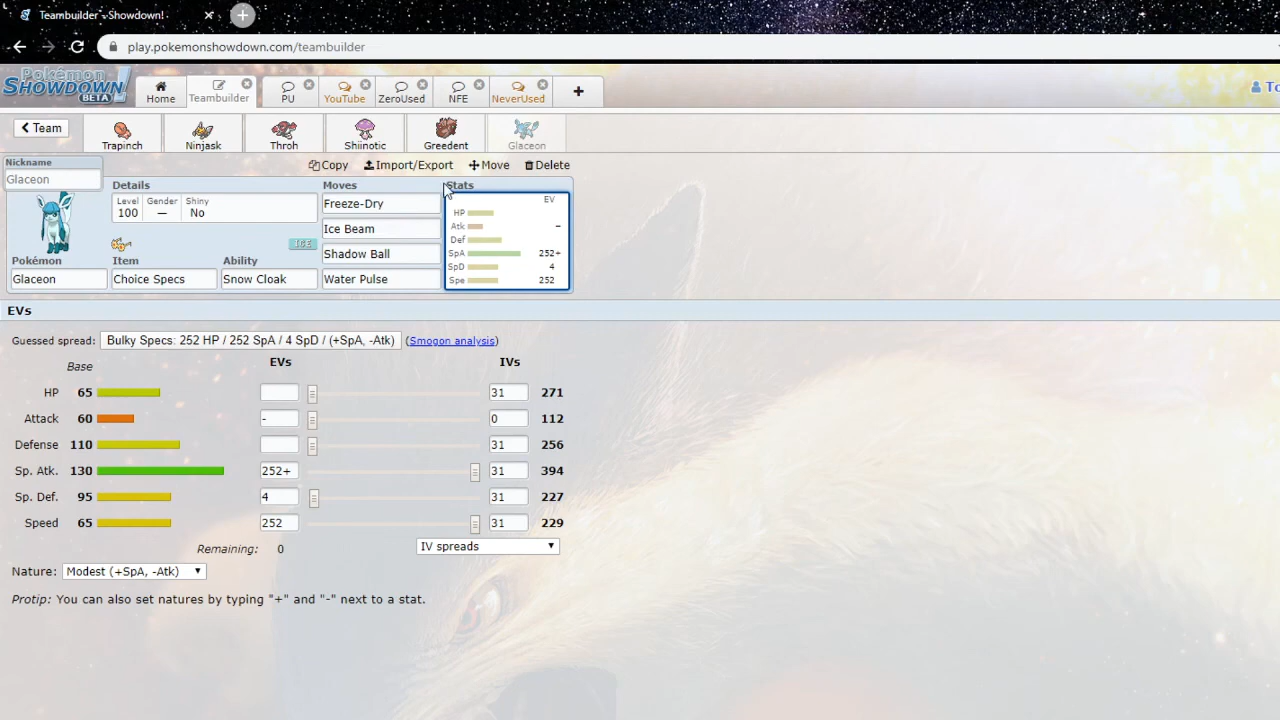 Teambuilder - Showdown!
play.pokemonshowdown.com/teambuilder
Pokémon
SHOWDOWN!
BETA
Home
Teambuilder
PU
YouTube
ZeroUsed
NFE
NeverUsed
+
To
< Team
Trapinch
Ninjask
Throh
Shiinotic
Greedent
Glaceon
Copy Import/Export Move Delete
Nickname
Glaceon
Details
Level Gender Shiny
100 — No
ICE
Pokémon Item Ability
Glaceon Choice Specs Snow Cloak
Moves
Freeze-Dry
Ice Beam
Shadow Ball
Water Pulse
Stats
EV
HP
Atk –
Def
SpA 252+
SpD 4
Spe 252
EVs
Guessed spread: Bulky Specs: 252 HP / 252 SpA / 4 SpD / (+SpA, -Atk) (Smogon analysis)
Base EVs IVs
HP 65 31 271
Attack 60 - 0 112
Defense 110 31 256
Sp. Atk. 130 252+ 31 394
Sp. Def. 95 4 31 227
Speed 65 252 31 229
Remaining: 0 IV spreads
Nature: Modest (+SpA, -Atk)
Protip: You can also set natures by typing "+" and "-" next to a stat.